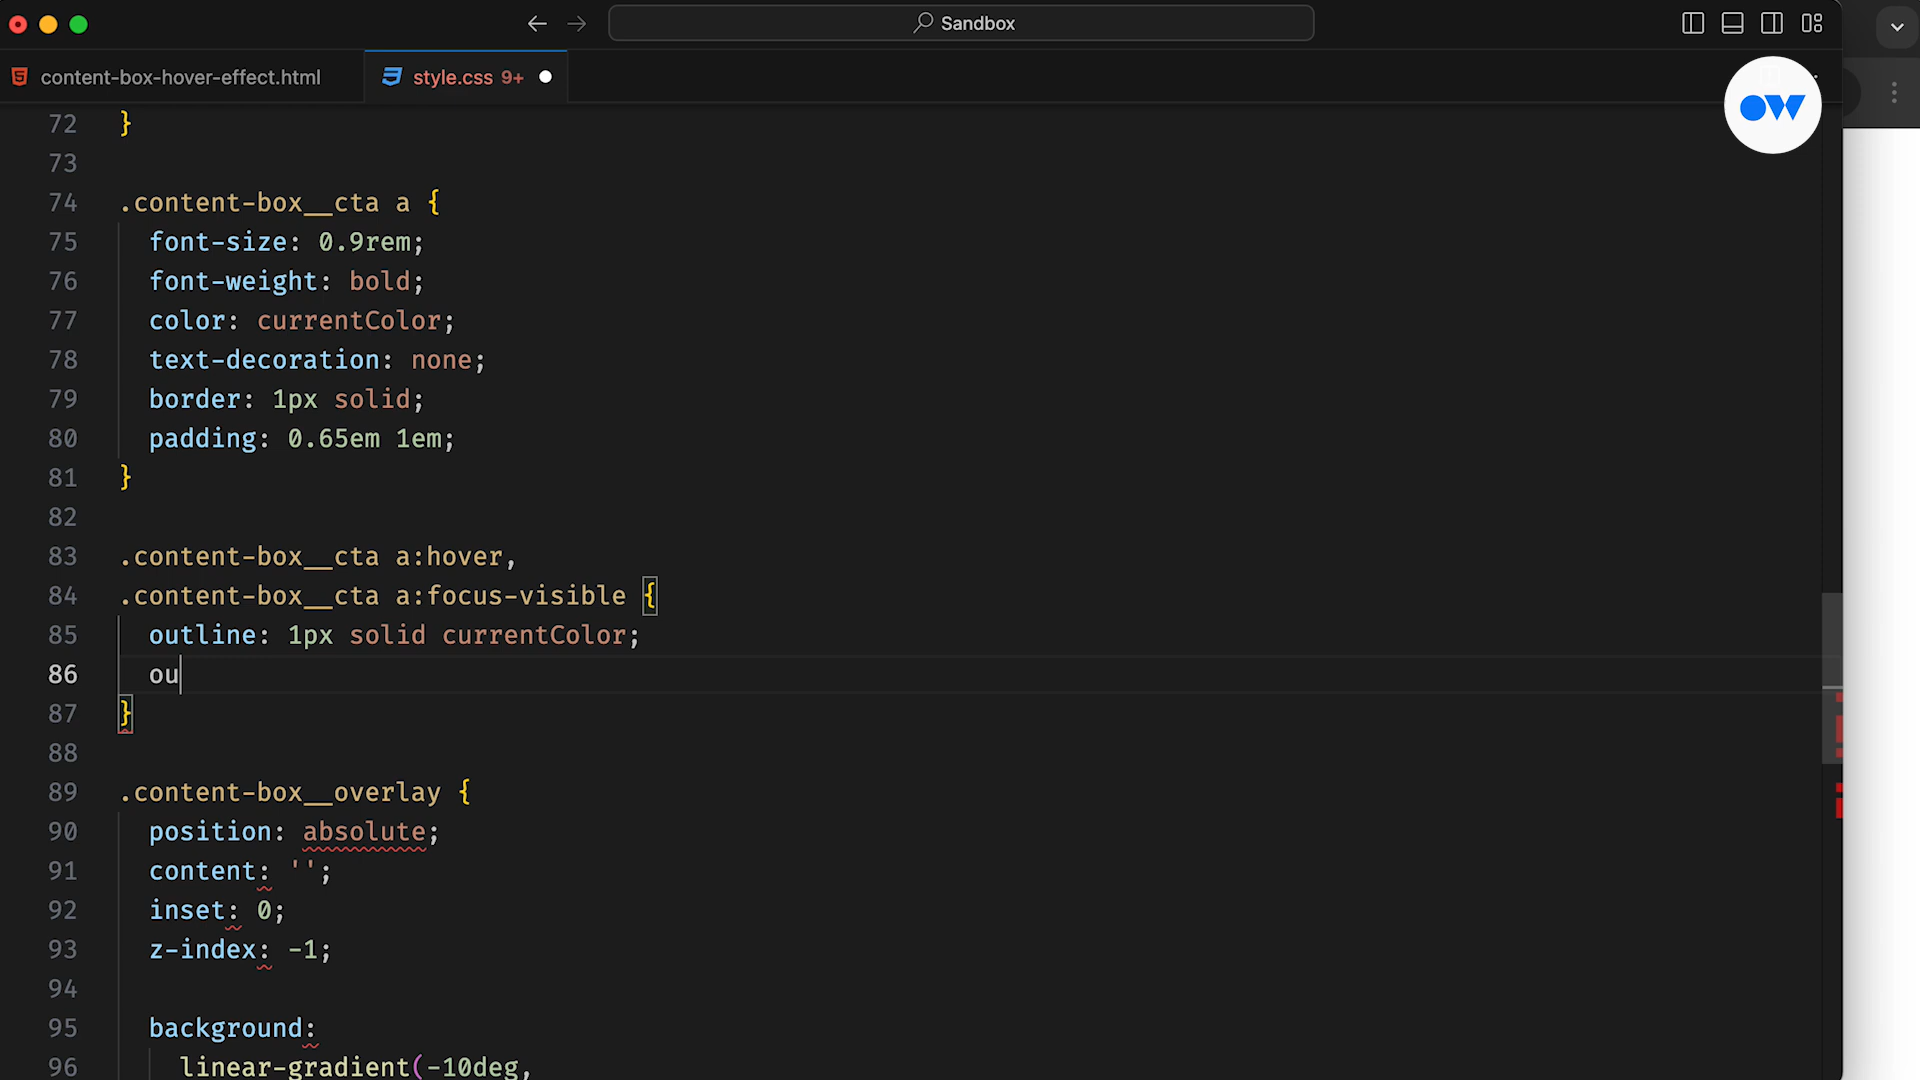 Sandbox
content-box-hover-effect.html
style.css 9+
OW
72 }
73
74 .content-box__cta a {
75 font-size: 0.9rem;
76 font-weight: bold;
77 color: currentColor;
78 text-decoration: none;
79 border: 1px solid;
80 padding: 0.65em 1em;
81 }
82
83 .content-box__cta a:hover,
84 .content-box__cta a:focus-visible {
85 outline: 1px solid currentColor;
86 ou
87 }
88
89 .content-box__overlay {
90 position: absolute;
91 content: '';
92 inset: 0;
93 z-index: -1;
94
95 background:
96 linear-gradient(-10deg,